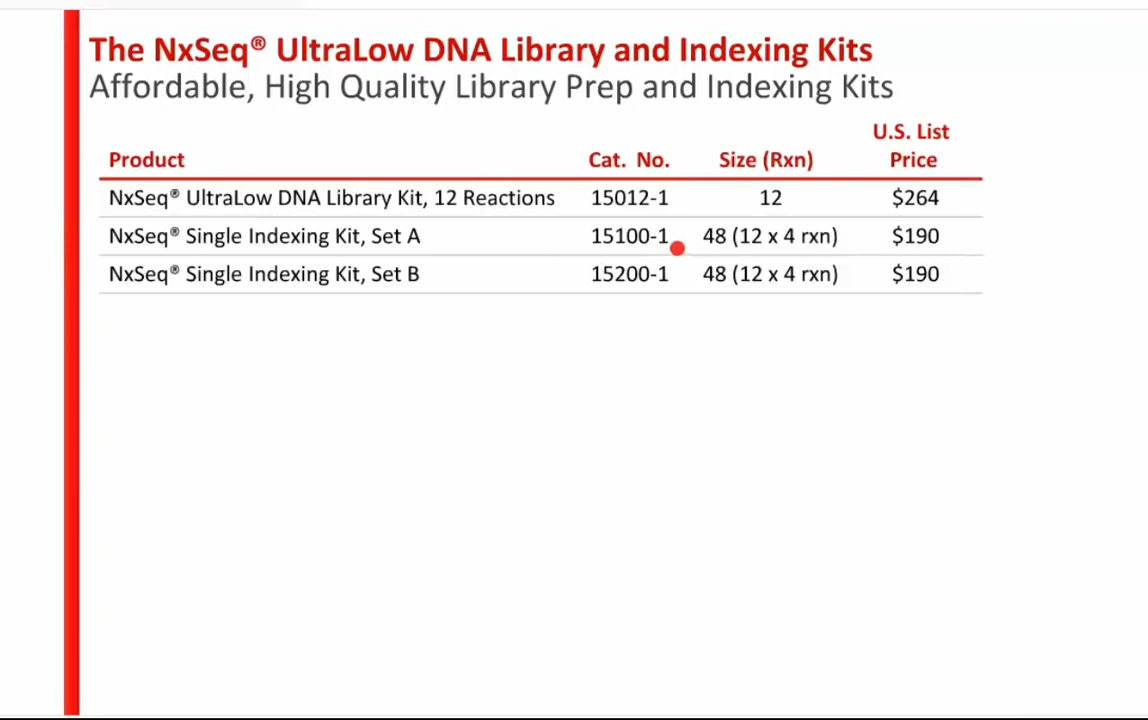 The NxSeq® UltraLow DNA Library and Indexing Kits
Affordable, High Quality Library Prep and Indexing Kits
Product Cat. No. Size (Rxn) U.S. List Price
NxSeq® UltraLow DNA Library Kit, 12 Reactions 15012-1 12 $264
NxSeq® Single Indexing Kit, Set A 15100-1 48 (12 x 4 rxn) $190
NxSeq® Single Indexing Kit, Set B 15200-1 48 (12 x 4 rxn) $190